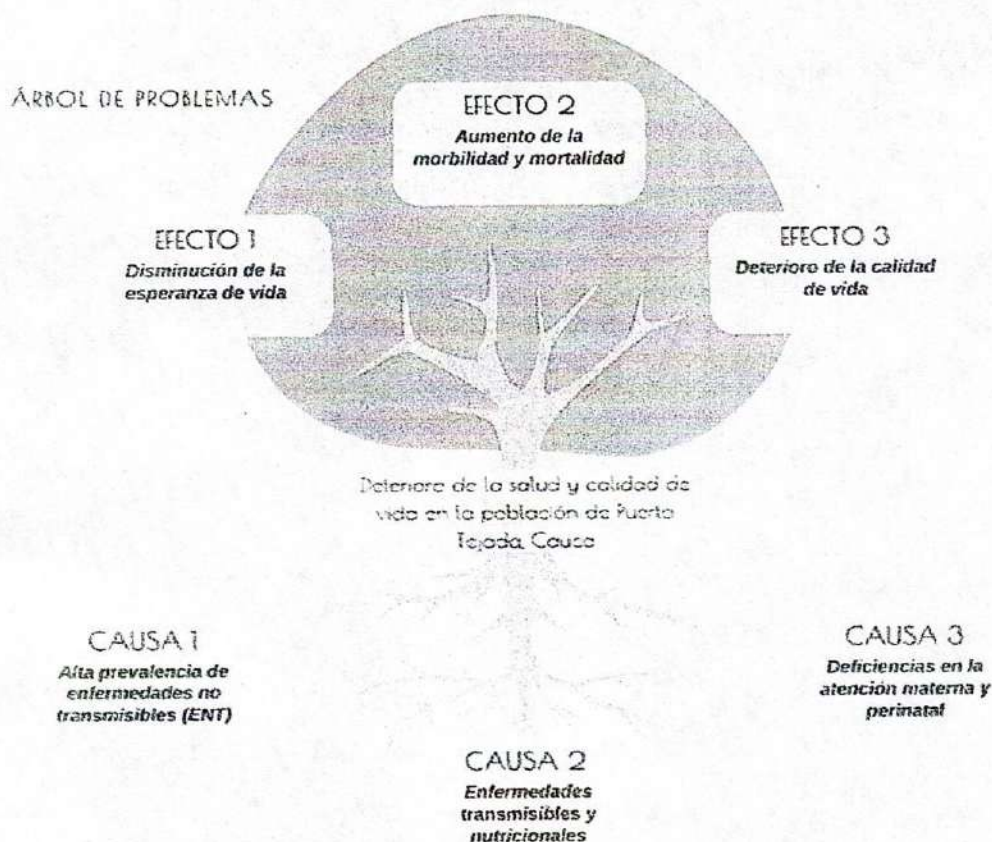 ÁRBOL DE PROBLEMAS
EFECTO 2
Aumento de la
morbilidad y mortalidad
EFECTO 1
Disminución de la
esperanza de vida
EFECTO 3
Deterioro de la calidad
de vida
Deterioro de la salud y calidad de
vida en la población de Puerto
Tejada, Cauca
CAUSA 1
Alta prevalencia de
enfermedades no
transmisibles (ENT)
CAUSA 3
Deficiencias en la
atención materna y
perinatal
CAUSA 2
Enfermedades
transmisibles y
nutricionales